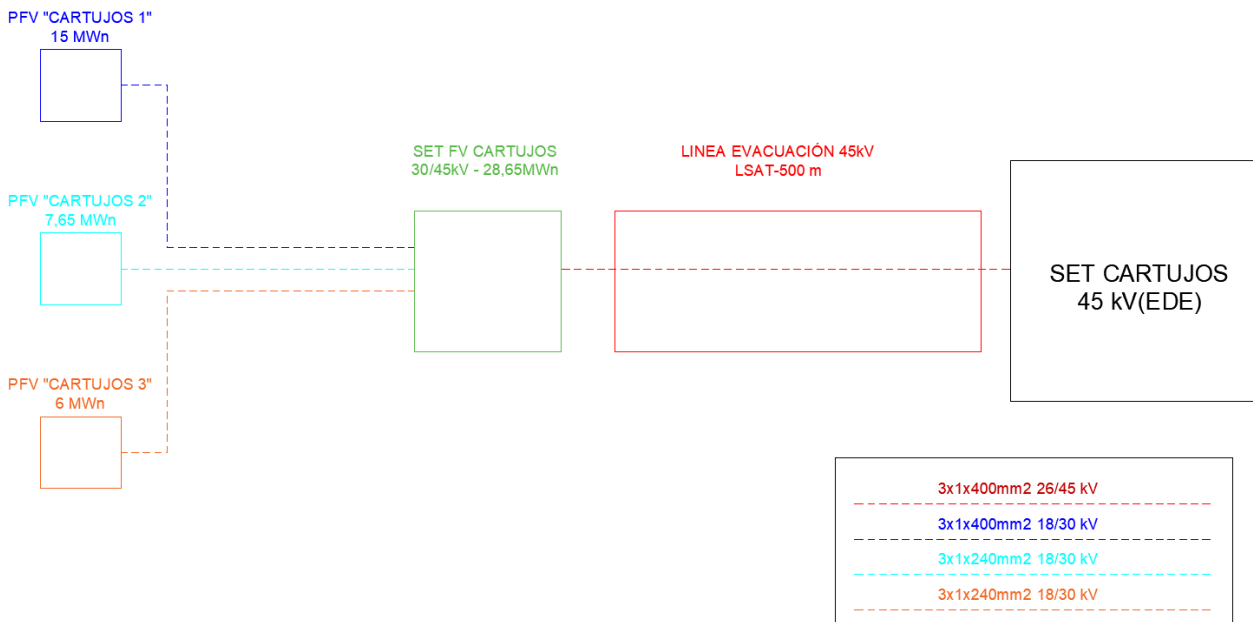 PFV "CARTUJOS 1"
15 MWn
PFV "CARTUJOS 2"
7,65 MWn
PFV "CARTUJOS 3"
6 MWn
SET FV CARTUJOS
30/45kV - 28,65MWn
LINEA EVACUACIÓN 45kV
LSAT-500 m
SET CARTUJOS
45 kV(EDE)
3x1x400mm2 26/45 kV
3x1x400mm2 18/30 kV
3x1x240mm2 18/30 kV
3x1x240mm2 18/30 kV